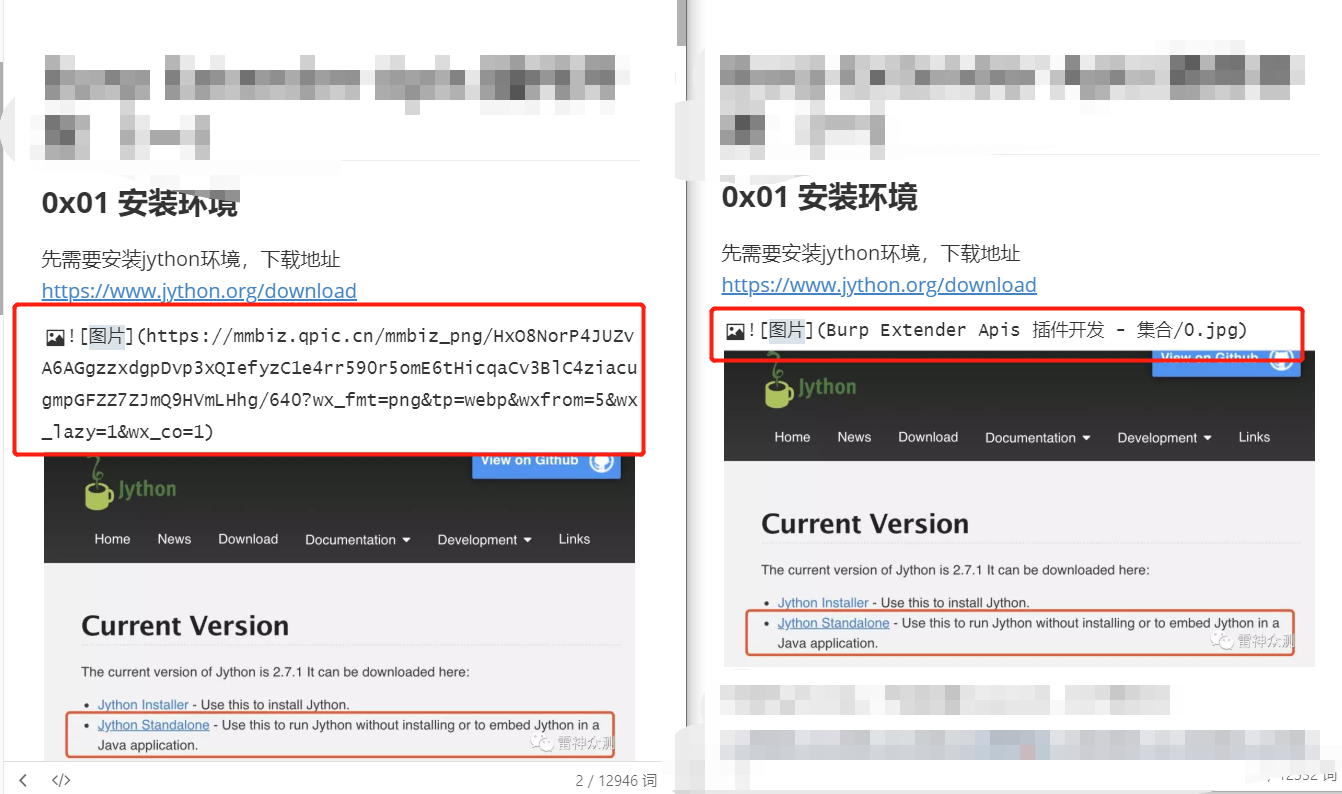 0x01 安装环境
先需要安装jython环境，下载地址
https://www.jython.org/download
![图片](https://mmbiz.qpic.cn/mmbiz_png/HxO8NorP4JUZv
A6AGgzzxdgpDvp3xQIefyzC1e4rr590r5omE6tHicqaCv3BlC4ziacu
gmpGFZZ7ZJmQ9HVmLHhg/640?wx_fmt=png&tp=webp&wxfrom=5&wx
_lazy=1&wx_co=1)
View on Github
Jython
Home News Download Documentation Development Links
Current Version
The current version of Jython is 2.7.1 It can be downloaded here:
Jython Installer - Use this to install Jython.
Jython Standalone - Use this to run Jython without installing or to embed Jython in a
Java application.
雷神众测
2 / 12946 词
0x01 安装环境
先需要安装jython环境，下载地址
https://www.jython.org/download
![图片](Burp Extender Apis 插件开发 - 集合/0.jpg)
View on Github
Jython
Home News Download Documentation Development Links
Current Version
The current version of Jython is 2.7.1 It can be downloaded here:
Jython Installer - Use this to install Jython.
Jython Standalone - Use this to run Jython without installing or to embed Jython in a
Java application.
雷神众测